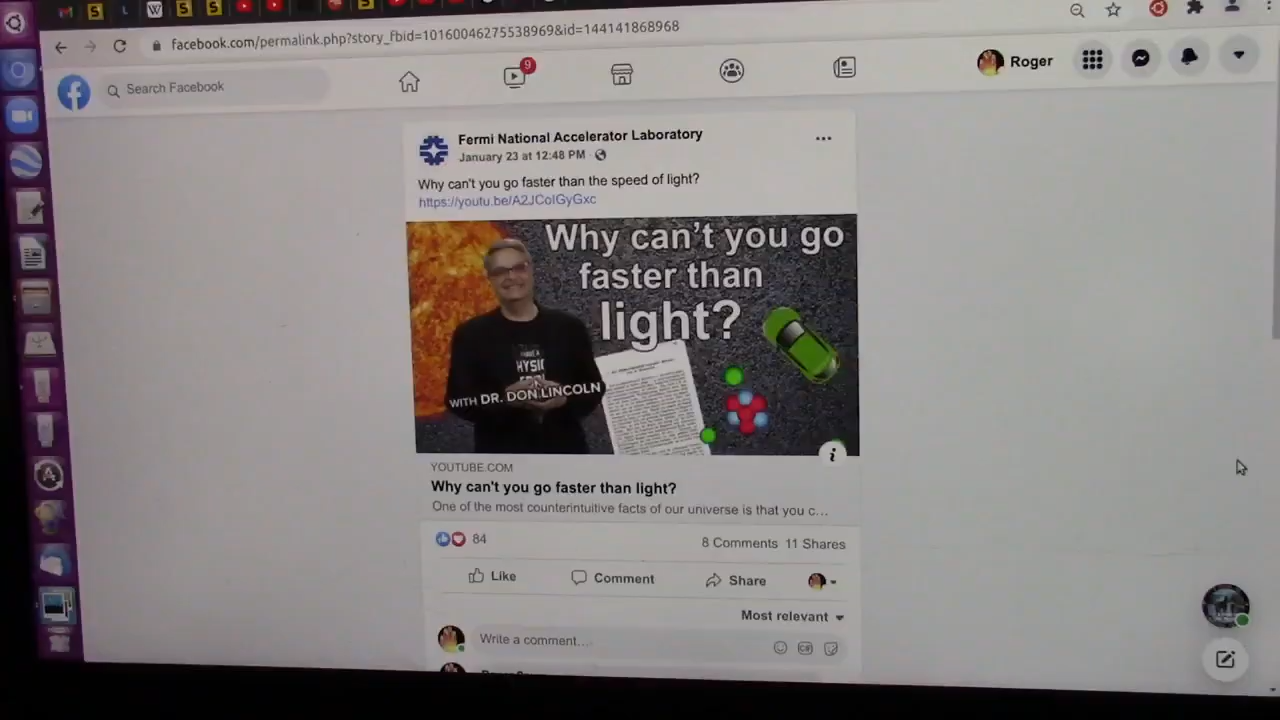 facebook.com/permalink.php?story_fbid=10160046275538969&id=144141868968
Search Facebook
9
Roger
Fermi National Accelerator Laboratory
January 23 at 12:48 PM
Why can't you go faster than the speed of light?
https://youtu.be/A2JCoIGyGxc
Why can't you go
faster than
light?
HYSIC
WITH DR. DON LINCOLN
YOUTUBE.COM
Why can't you go faster than light?
One of the most counterintuitive facts of our universe is that you c...
84
8 Comments 11 Shares
Like
Comment
Share
Most relevant
Write a comment...